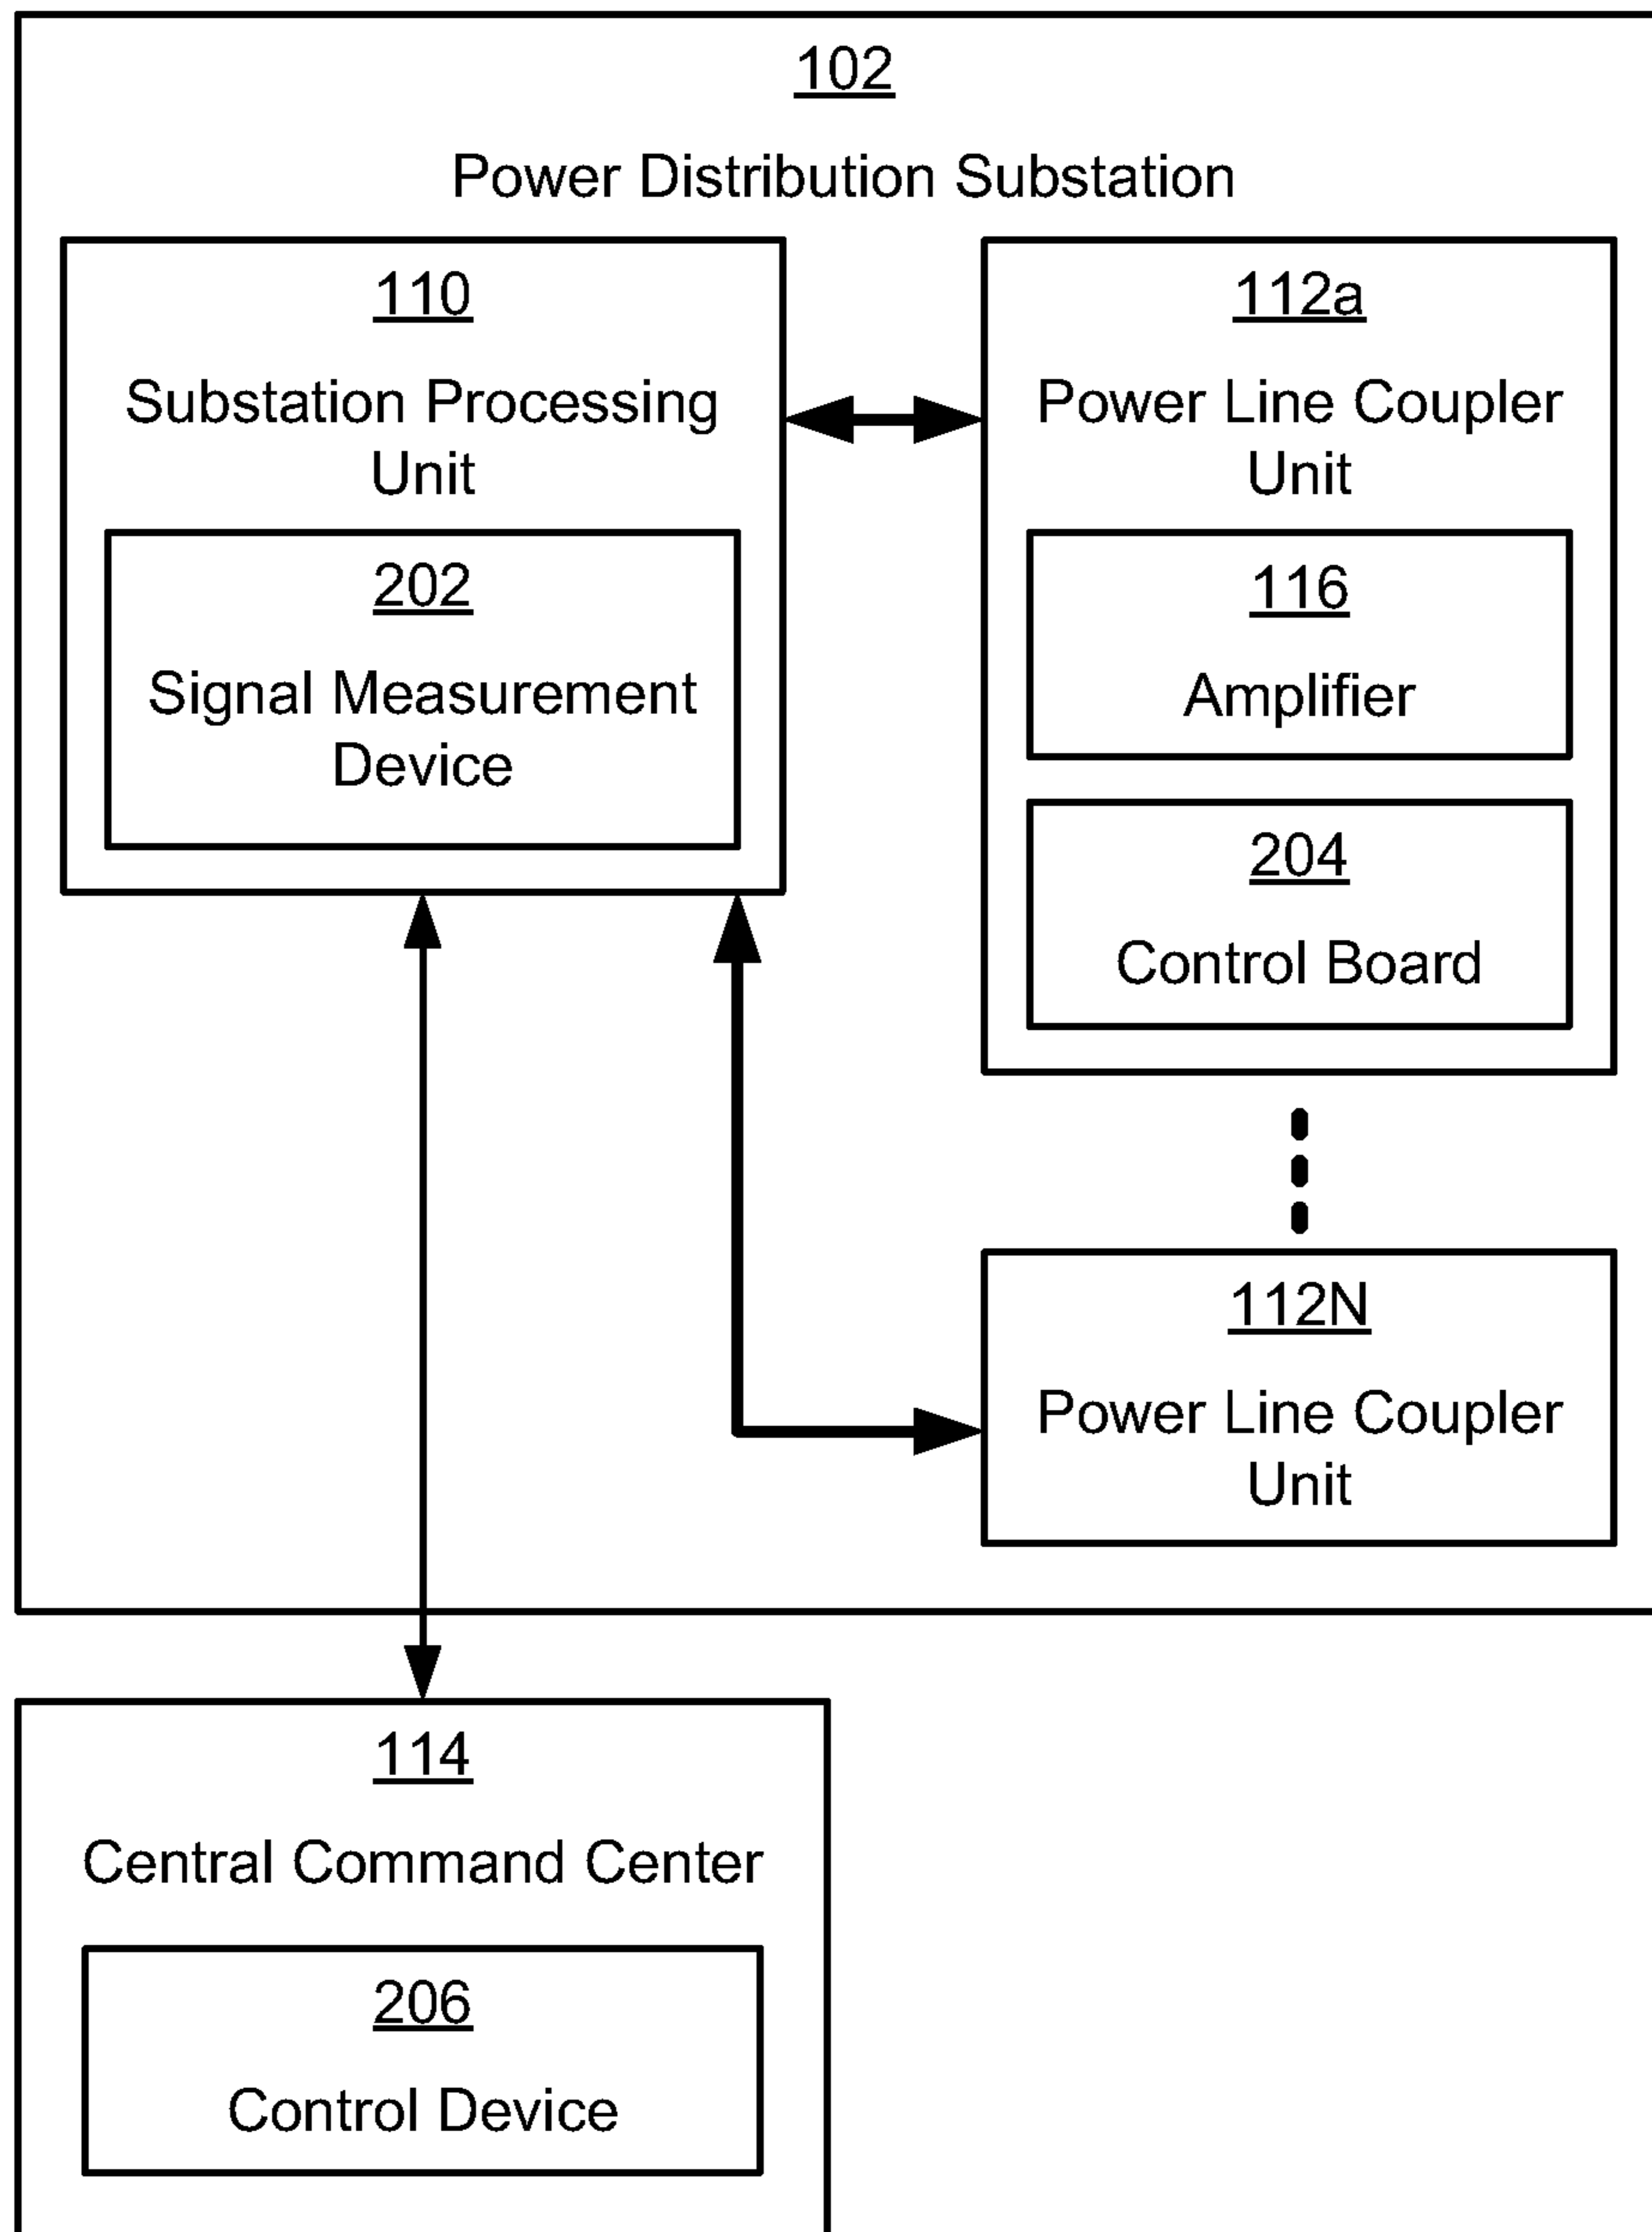 102
Power Distribution Substation
110
Substation Processing
Unit
202
Signal Measurement
Device
112a
Power Line Coupler
Unit
116
Amplifier
204
Control Board
112N
Power Line Coupler
Unit
114
Central Command Center
206
Control Device